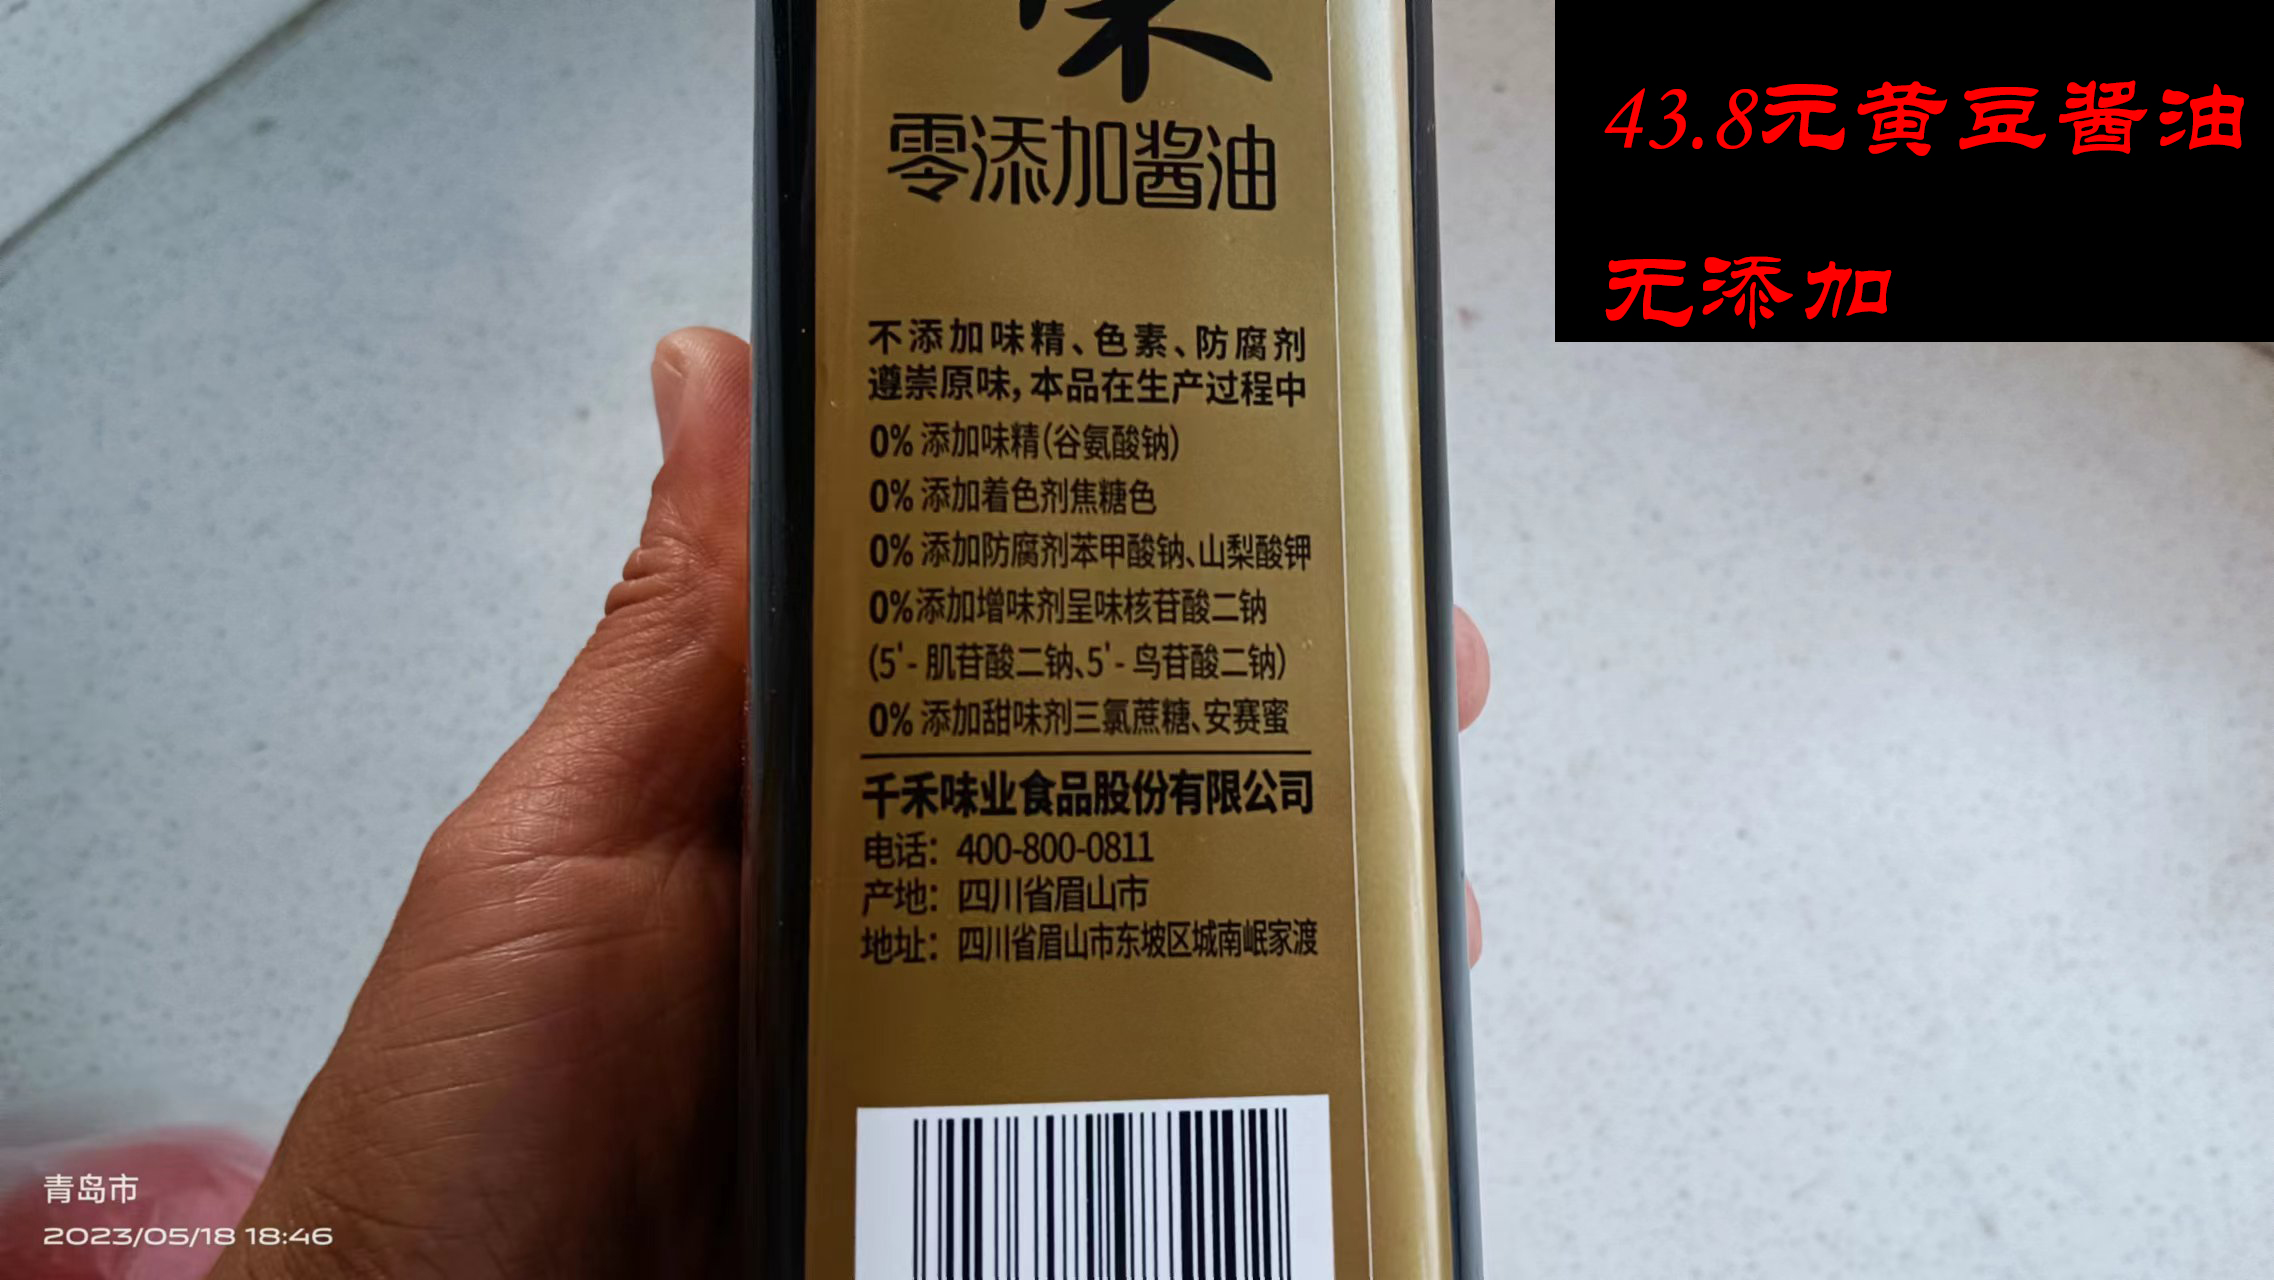 禾
零添加酱油
不添加味精、色素、防腐剂
遵崇原味,本品在生产过程中
0% 添加味精(谷氨酸钠)
0% 添加着色剂焦糖色
0% 添加防腐剂苯甲酸钠、山梨酸钾
0%添加增味剂呈味核苷酸二钠
(5'- 肌苷酸二钠、5'- 鸟苷酸二钠)
0% 添加甜味剂三氯蔗糖、安赛蜜
千禾味业食品股份有限公司
电话：400-800-0811
产地：四川省眉山市
地址：四川省眉山市东坡区城南岷家渡
43.8元黄豆酱油
无添加
青岛市
2023/05/18 18:46